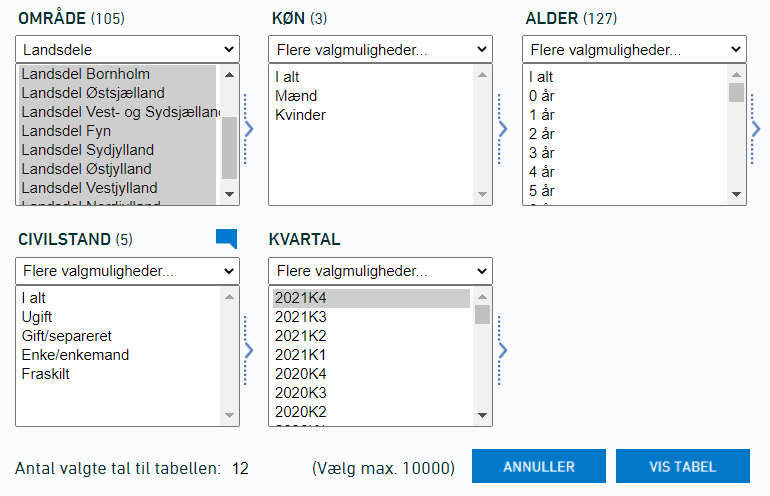 OMRÅDE (105)
Landsdele
Landsdel Bornholm
Landsdel Østsjælland
Landsdel Vest- og Sydsjælland
Landsdel Fyn
Landsdel Sydjylland
Landsdel Østjylland
Landsdel Vestjylland
Landsdel Nordjylland
KØN (3)
Flere valgmuligheder...
I alt
Mænd
Kvinder
ALDER (127)
Flere valgmuligheder...
I alt
0 år
1 år
2 år
3 år
4 år
5 år
CIVILSTAND (5)
Flere valgmuligheder...
I alt
Ugift
Gift/separeret
Enke/enkemand
Fraskilt
KVARTAL
Flere valgmuligheder...
2021K4
2021K3
2021K2
2021K1
2020K4
2020K3
2020K2
Antal valgte tal til tabellen: 12 (Vælg max. 10000)
ANNULLER
VIS TABEL